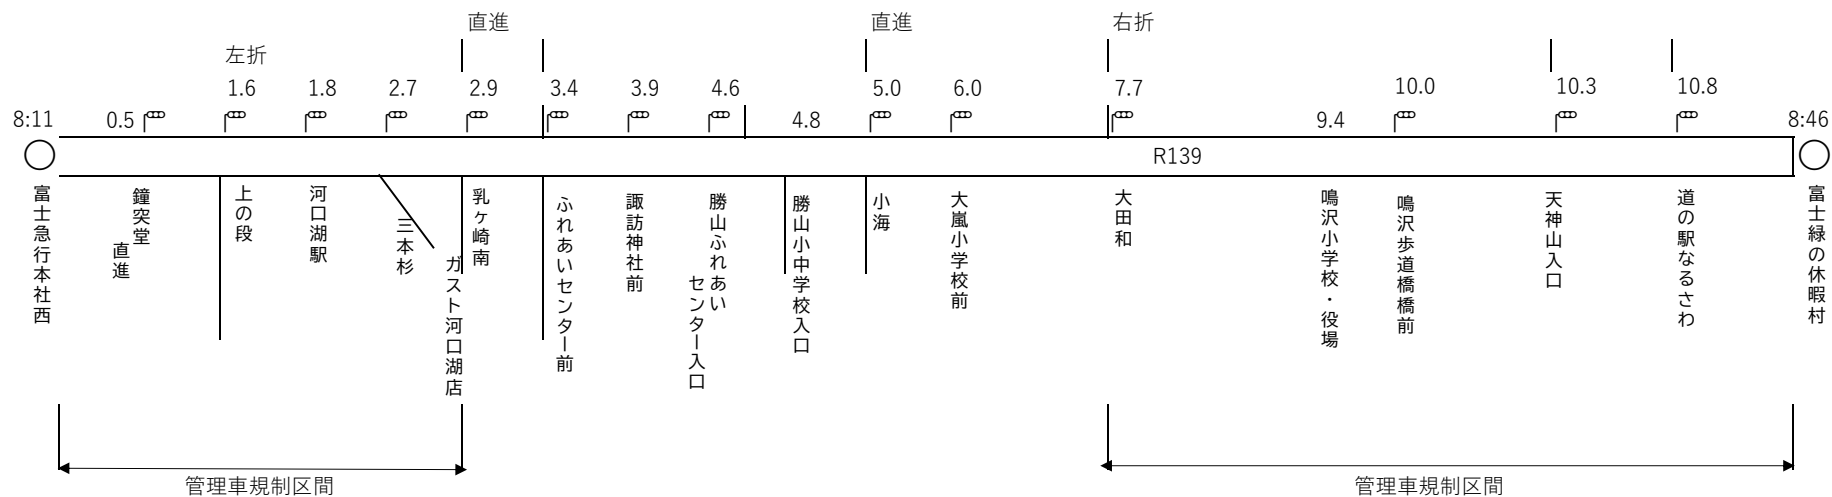 直進
直進
右折
左折
1.6
1.8
2.7
2.9
3.4
3.9
4.6
5.0
6.0
7.7
10.0
10.3
10.8
8:11
0.5
4.8
9.4
8:46
R139
富士急行本社西
鐘突堂
直進
上の段
河口湖駅
三本杉
ガスト河口湖店
乳ヶ崎南
ふれあいセンター前
諏訪神社前
勝山ふれあい
センター入口
勝山小中学校入口
小海
大嵐小学校前
大田和
鳴沢小学校・役場
鳴沢歩道橋橋前
天神山入口
道の駅なるさわ
富士緑の休暇村
管理車規制区間
管理車規制区間